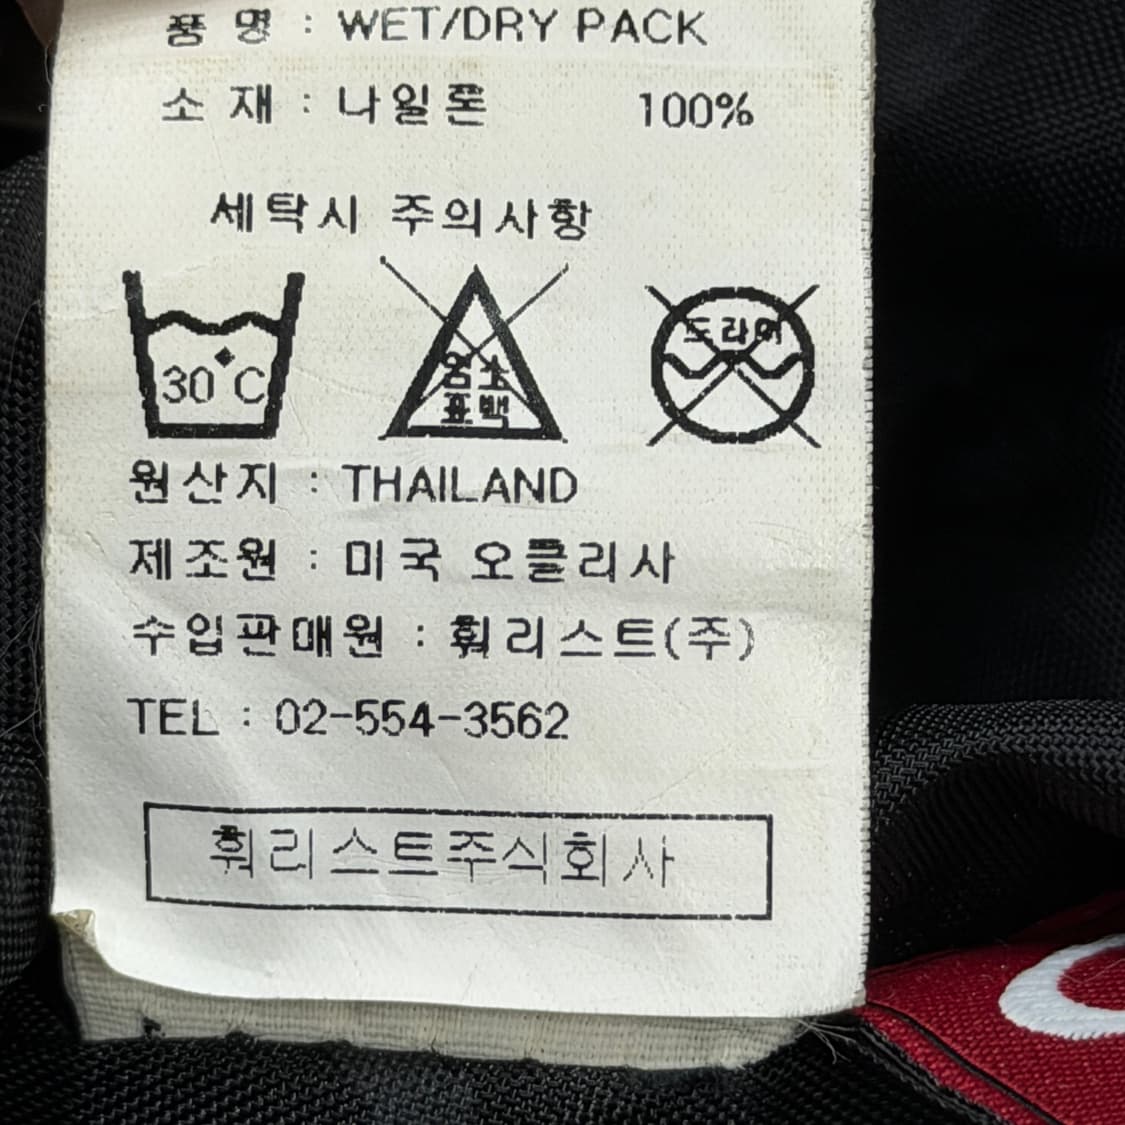 품 명 : WET/DRY PACK
소 재 : 나일론 100%
세탁시 주의사항
30°C
염소
표백
드라이
원산지 : THAILAND
제조원 : 미국 오클리사
수입판매원 : 훠리스트(주)
TEL : 02-554-3562
훠리스트주식회사